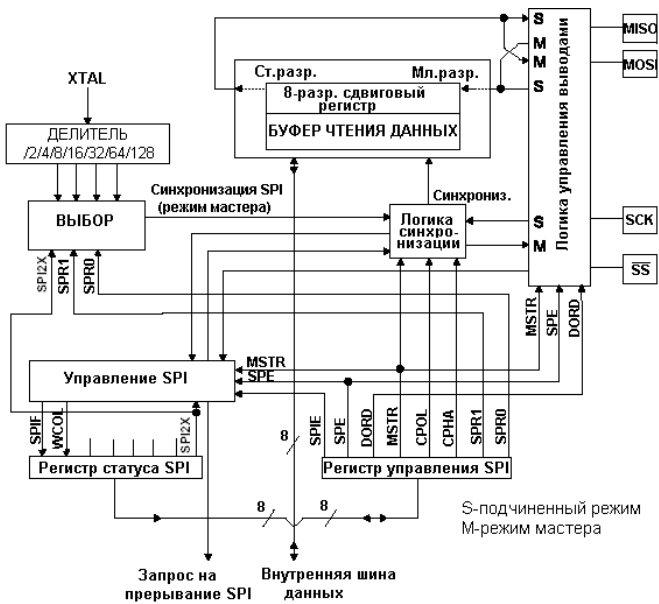 S
MISO
M
Ст.разр.
Мл.разр.
M
MOSI
XTAL
8-разр. сдвиговый
регистр
S
БУФЕР ЧТЕНИЯ ДАННЫХ
ДЕЛИТЕЛЬ
/2/4/8/16/32/64/128
Логика управления выводами
Синхронизация SPI
(режим мастера)
Синхрониз.
ВЫБОР
Логика
синхро-
низации
S
SCK
M
SS
SPI2X
SPR1
SPR0
MSTR
SPE
DORD
Управление SPI
MSTR
SPE
SPIF
WCOL
SPI2X
8
SPIE
SPE
DORD
MSTR
CPOL
CPHA
SPR1
SPR0
Регистр статуса SPI
Регистр управления SPI
8
8
S-подчиненный режим
M-режим мастера
Запрос на
прерывание SPI
Внутренняя шина
данных